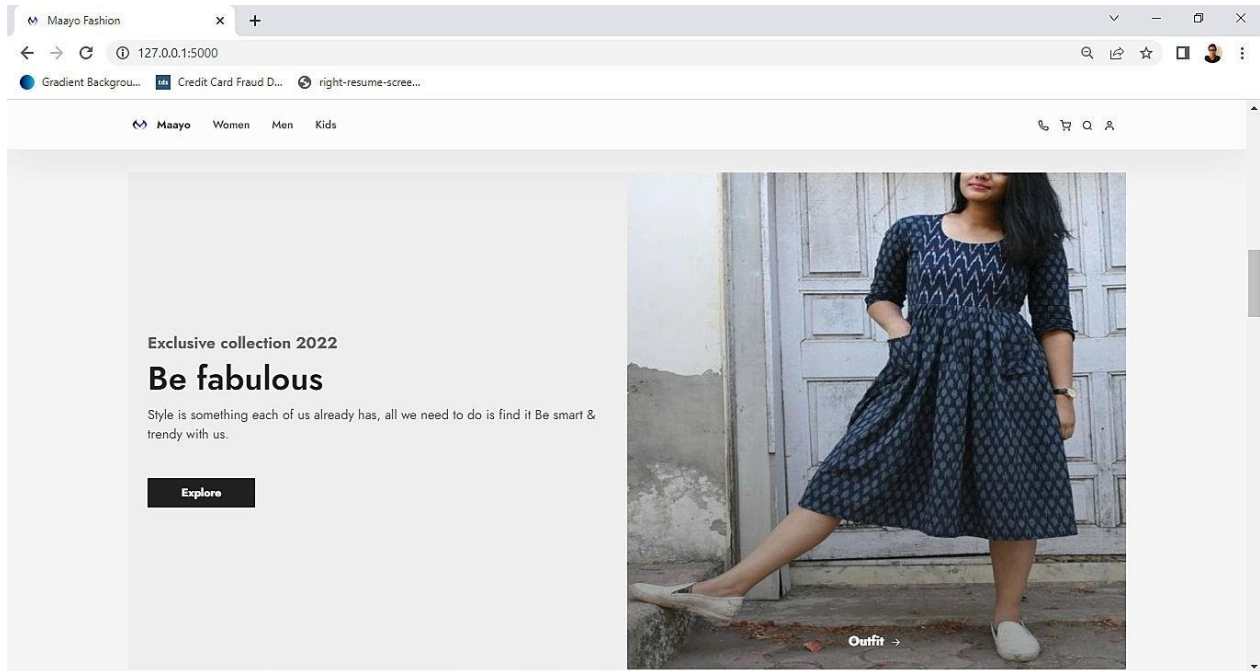 Maayo Fashion
127.0.0.1:5000
Gradient Backgrou... tds Credit Card Fraud D... right-resume-scree...
Maayo Women Men Kids
Exclusive collection 2022
Be fabulous
Style is something each of us already has, all we need to do is find it Be smart &
trendy with us.
Explore
Outfit →